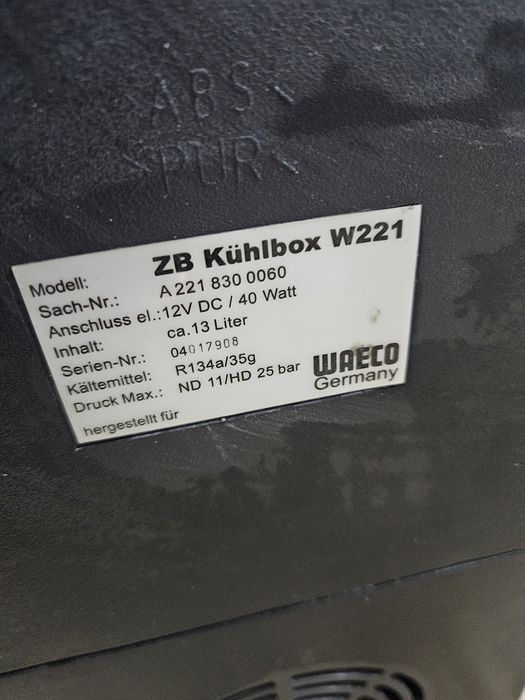 >ABS<
>PUR<
Modell: ZB Kühlbox W221
Sach-Nr.: A 221 830 0060
Anschluss el.: 12V DC / 40 Watt
Inhalt: ca.13 Liter
Serien-Nr.: 04017908
Kältemittel: R134a/35g
Druck Max.: ND 11/HD 25 bar
WAECO
Germany
hergestellt für